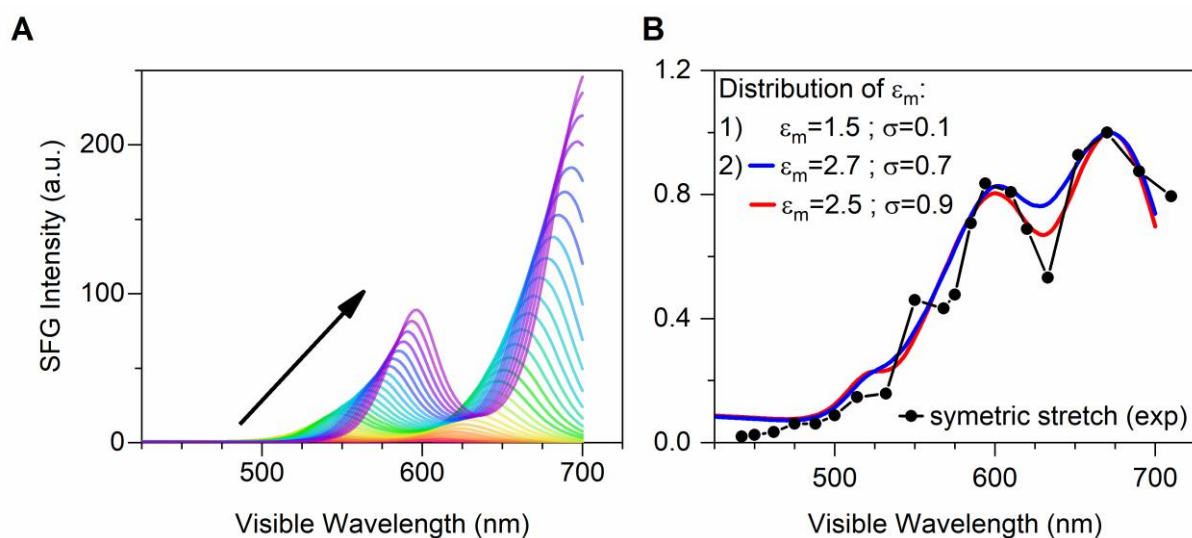 A
SFG Intensity (a.u.)
200
100
0
500
600
700
Visible Wavelength (nm)
B
1.2
0.8
0.4
0.0
Distribution of εm:
1) εm=1.5 ; σ=0.1
2) εm=2.7 ; σ=0.7
εm=2.5 ; σ=0.9
symetric stretch (exp)
500
600
700
Visible Wavelength (nm)